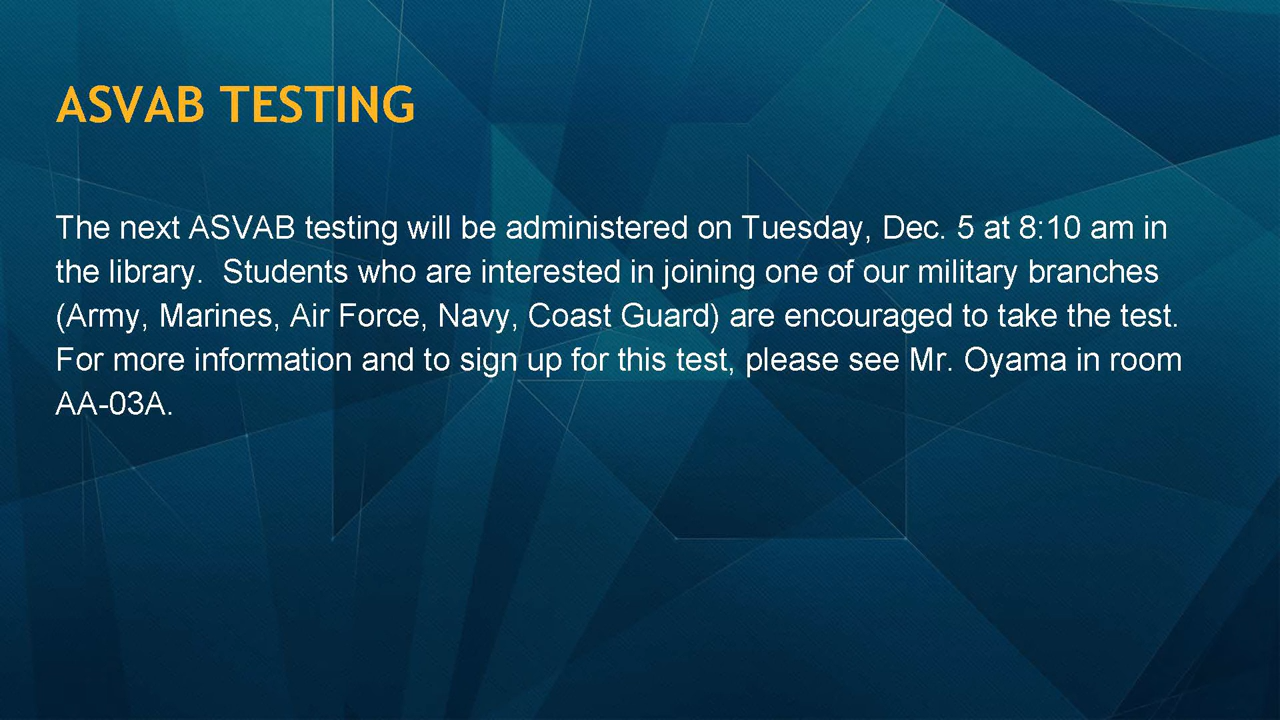 ASVAB TESTING
The next ASVAB testing will be administered on Tuesday, Dec. 5 at 8:10 am in
the library.  Students who are interested in joining one of our military branches
(Army, Marines, Air Force, Navy, Coast Guard) are encouraged to take the test.
For more information and to sign up for this test, please see Mr. Oyama in room
AA-03A.